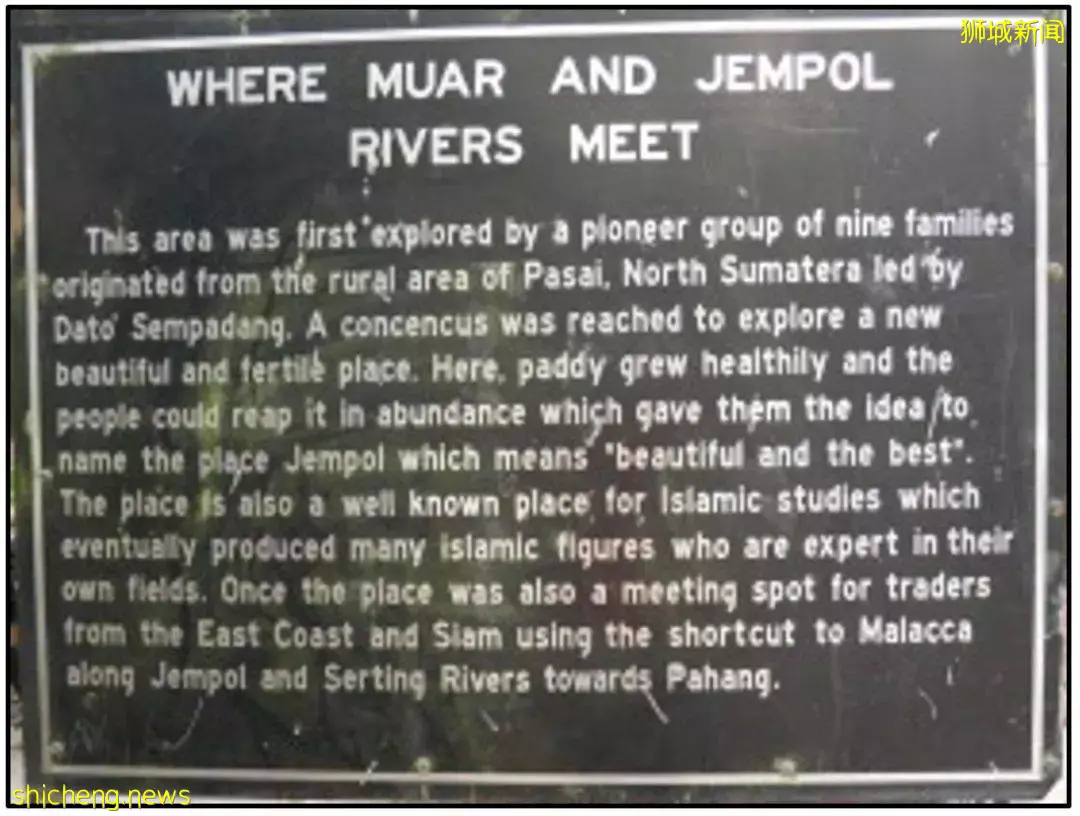 狮城新闻
WHERE MUAR AND JEMPOL
RIVERS MEET
This area was first explored by a pioneer group of nine families
originated from the rural area of Pasai, North Sumatera led by
Dato' Sempadang. A concencus was reached to explore a new
beautiful and fertile place. Here, paddy grew healthily and the
people could reap it in abundance which gave them the idea to
name the place Jempol which means "beautiful and the best".
The place is also a well known place for Islamic studies which
eventually produced many islamic figures who are expert in their
own fields. Once the place was also a meeting spot for traders
from the East Coast and Siam using the shortcut to Malacca
along Jempol and Serting Rivers towards Pahang.
shicheng.news